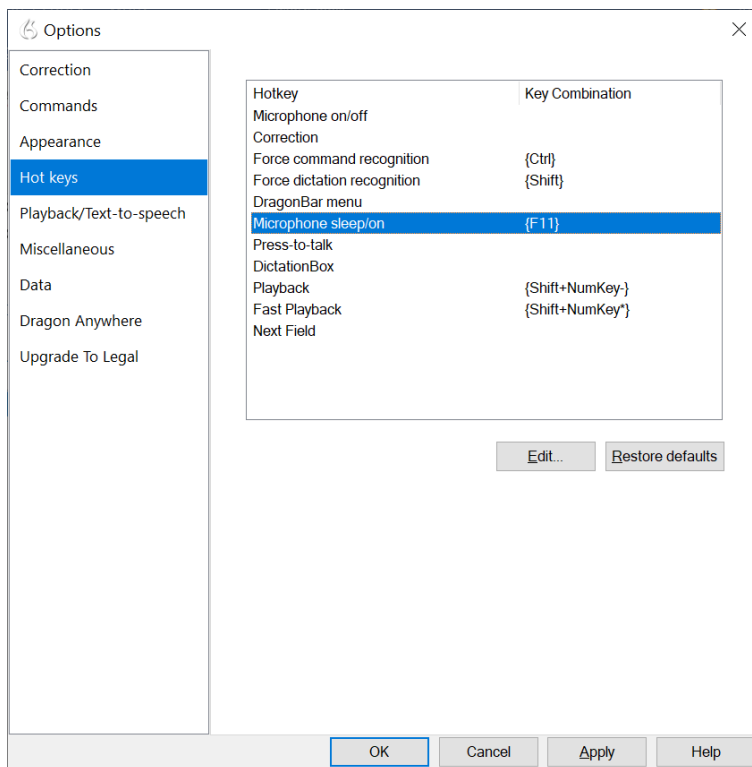 Options
Correction
Commands
Appearance
Hot keys
Playback/Text-to-speech
Miscellaneous
Data
Dragon Anywhere
Upgrade To Legal
Hotkey Key Combination
Microphone on/off
Correction
Force command recognition {Ctrl}
Force dictation recognition {Shift}
DragonBar menu
Microphone sleep/on {F11}
Press-to-talk
DictationBox
Playback {Shift+NumKey-}
Fast Playback {Shift+NumKey*}
Next Field
Edit... Restore defaults
OK Cancel Apply Help